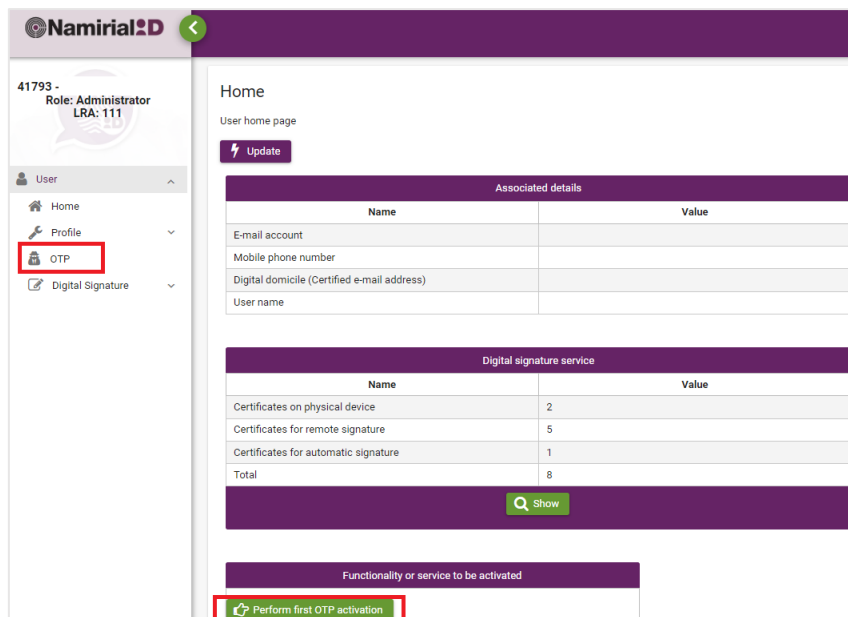 Namirial:D
41793 -
Role: Administrator
LRA: 111
User
Home
Profile
OTP
Digital Signature
Home
User home page
Update
Associated details
Name Value
E-mail account
Mobile phone number
Digital domicile (Certified e-mail address)
User name
Digital signature service
Name Value
Certificates on physical device 2
Certificates for remote signature 5
Certificates for automatic signature 1
Total 8
Show
Functionality or service to be activated
Perform first OTP activation